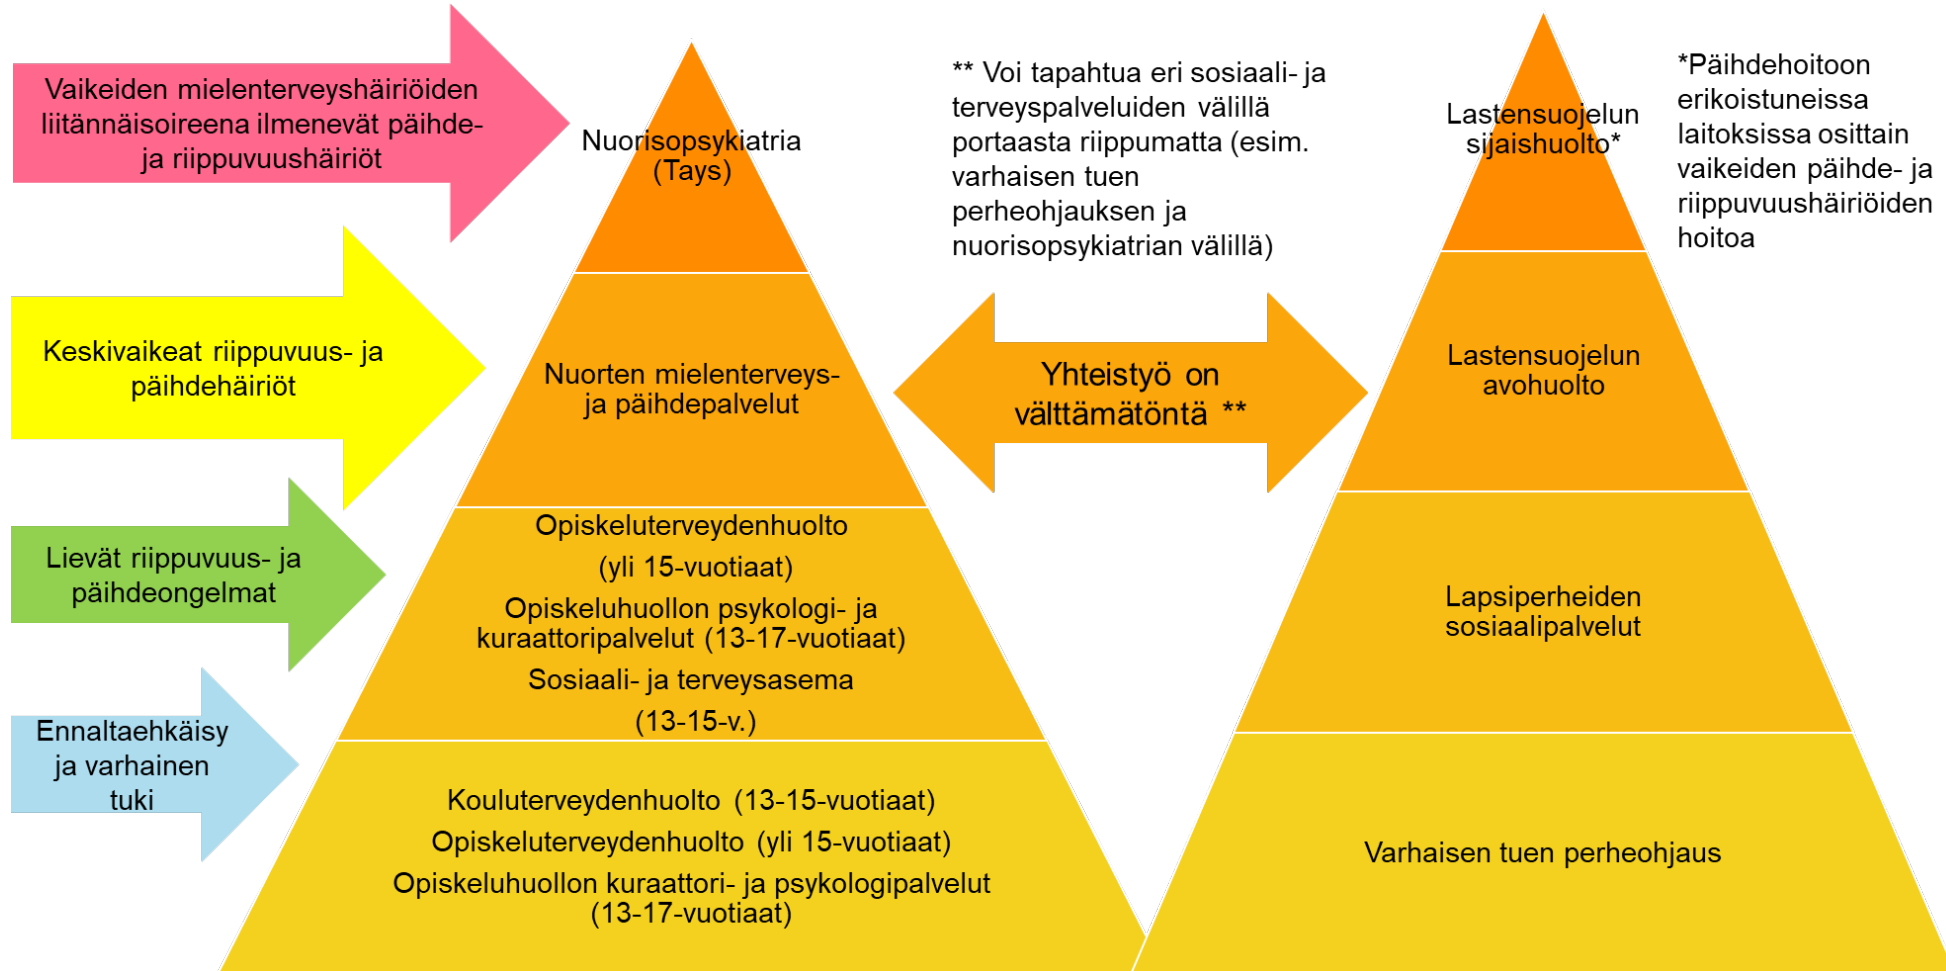 Vaikeiden mielenterveyshäiriöiden
liitännäisoireena ilmenevät päihde-
ja riippuvuushäiriöt
Keskivaikeat riippuvuus- ja
päihdehäiriöt
Lievät riippuvuus- ja
päihdeongelmat
Ennaltaehkäisy
ja varhainen
tuki
Nuorisopsykiatria
(Tays)
Nuorten mielenterveys-
ja päihdepalvelut
Opiskeluterveydenhuolto
(yli 15-vuotiaat)
Opiskeluhuollon psykologi- ja
kuraattoripalvelut (13-17-vuotiaat)
Sosiaali- ja terveysasema
(13-15-v.)
Kouluterveydenhuolto (13-15-vuotiaat)
Opiskeluterveydenhuolto (yli 15-vuotiaat)
Opiskeluhuollon kuraattori- ja psykologipalvelut
(13-17-vuotiaat)
** Voi tapahtua eri sosiaali- ja
terveyspalveluiden välillä
portaasta riippumatta (esim.
varhaisen tuen
perheohjauksen ja
nuorisopsykiatrian välillä)
Yhteistyö on
välttämätöntä **
Lastensuojelun
sijaishuolto*
Lastensuojelun
avohuolto
Lapsiperheiden
sosiaalipalvelut
Varhaisen tuen perheohjaus
*Päihdehoitoon
erikoistuneissa
laitoksissa osittain
vaikeiden päihde- ja
riippuvuushäiriöiden
hoitoa